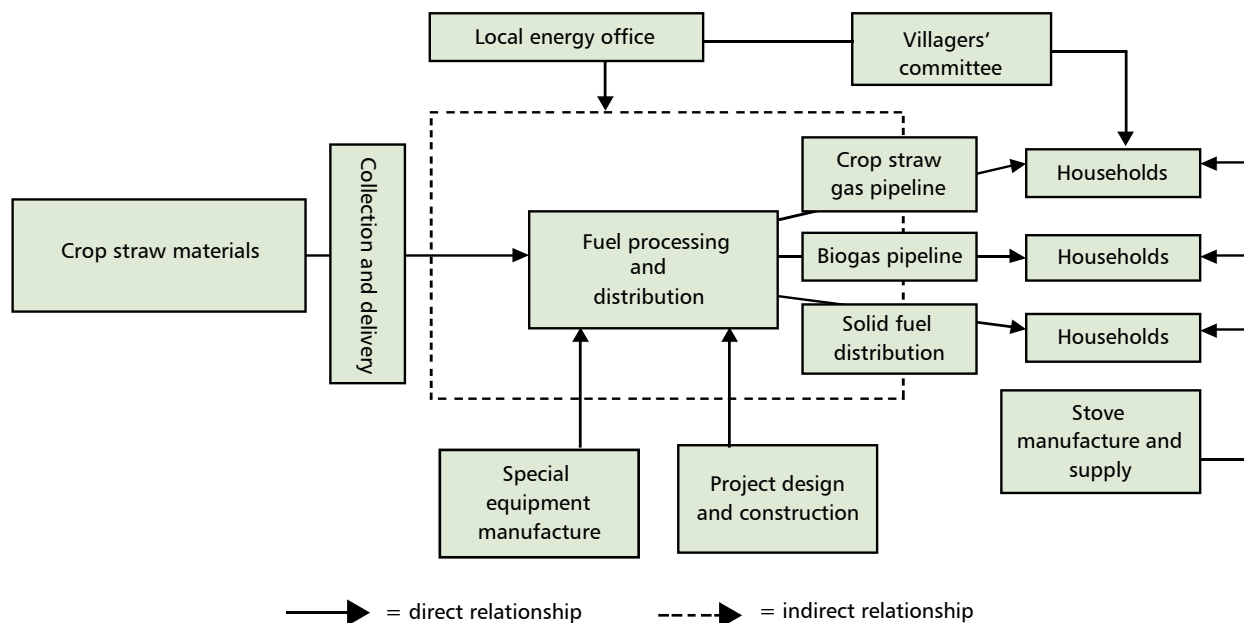 Local energy office
Villagers’
committee
Crop straw materials
Collection and delivery
Fuel processing
and
distribution
Crop straw
gas pipeline
Biogas pipeline
Solid fuel
distribution
Households
Households
Households
Stove
manufacture and
supply
Special
equipment
manufacture
Project design
and construction
= direct relationship
= indirect relationship